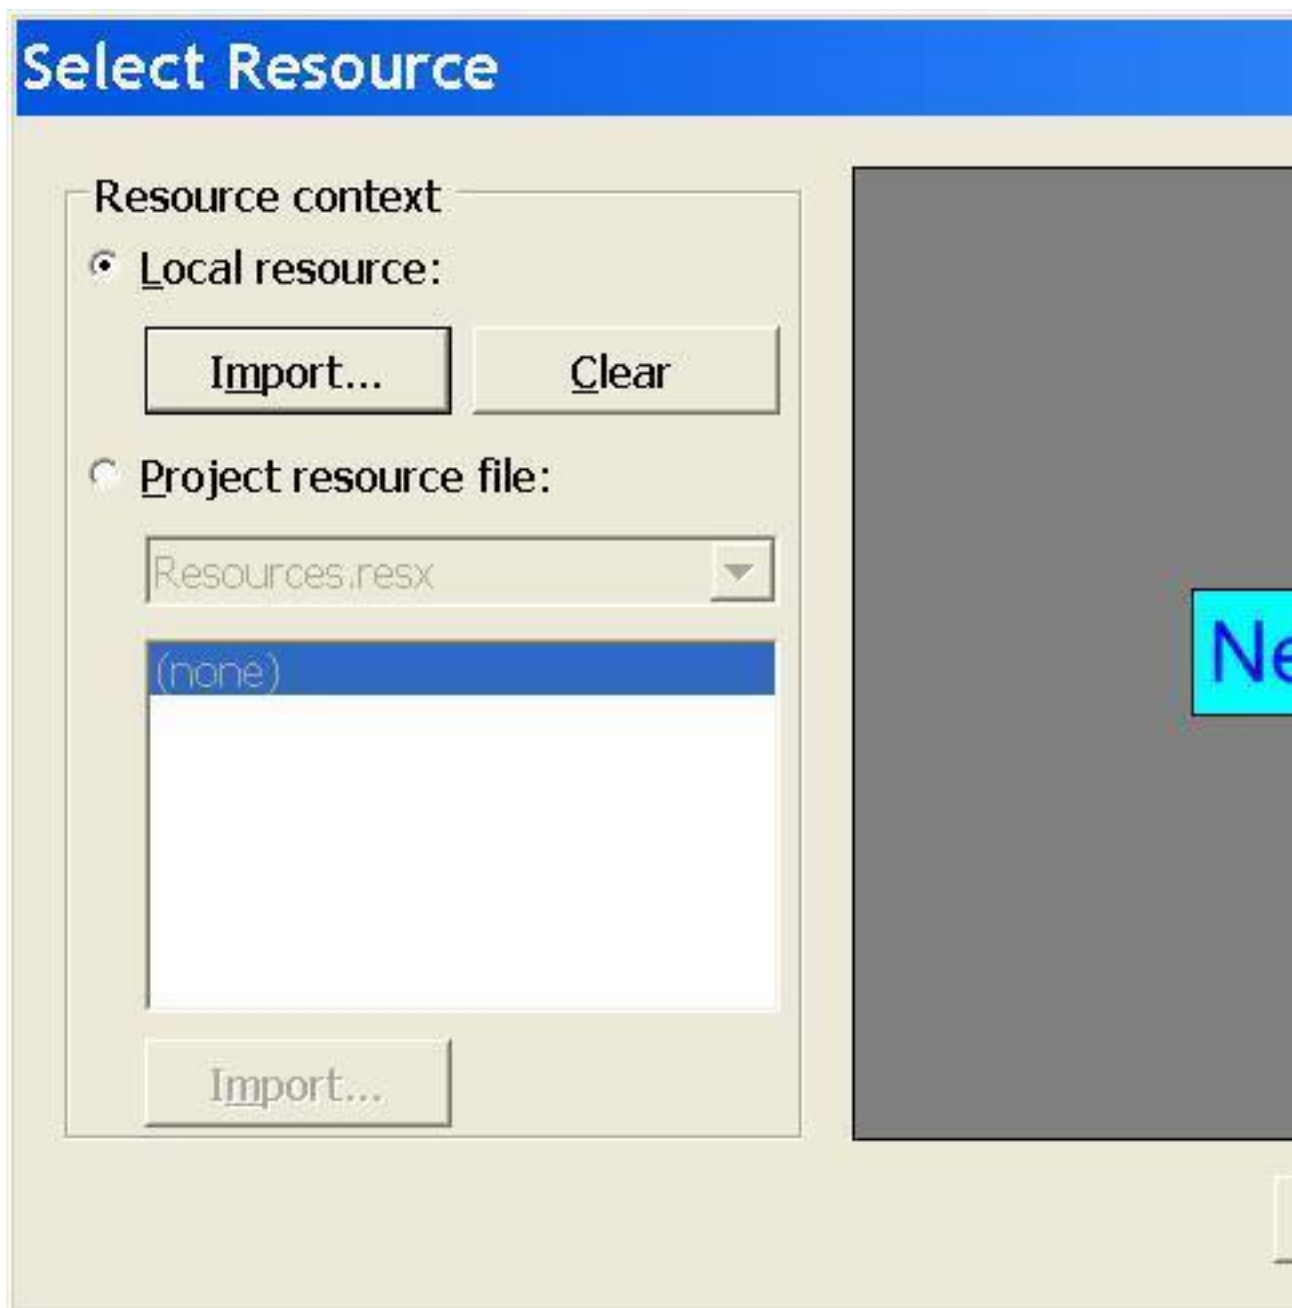 Select Resource
Resource context
Local resource:
Import... Clear
Project resource file:
Resources.resx
(none)
Import...